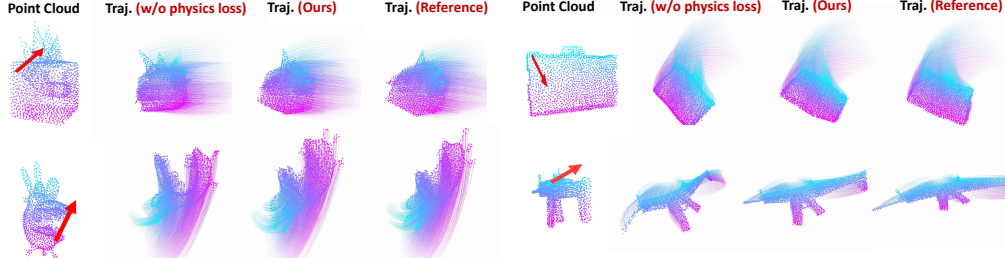 Point Cloud Traj. (w/o physics loss) Traj. (Ours) Traj. (Reference) Point Cloud Traj. (w/o physics loss) Traj. (Ours) Traj. (Reference)